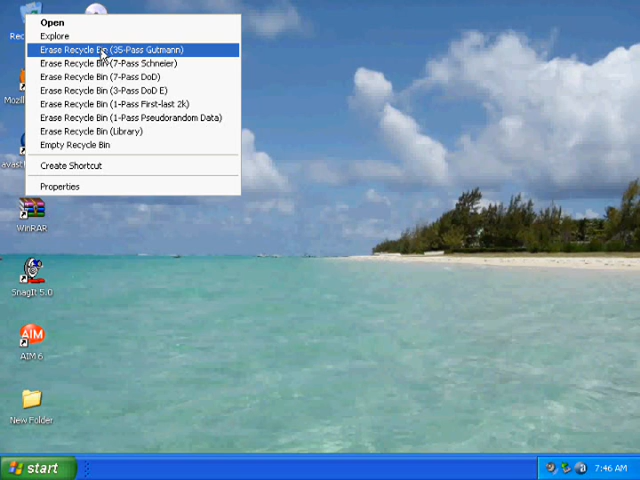 Open
Explore
Erase Recycle Bin (35-Pass Gutmann)
Erase Recycle Bin (7-Pass Schneier)
Erase Recycle Bin (7-Pass DoD)
Erase Recycle Bin (3-Pass DoD E)
Erase Recycle Bin (1-Pass First-last 2k)
Erase Recycle Bin (1-Pass Pseudorandom Data)
Erase Recycle Bin (Library)
Empty Recycle Bin
Create Shortcut
Properties
Rec
Mozil
avast
WinRAR
SnagIt 5.0
AIM 6
New Folder
start
7:46 AM